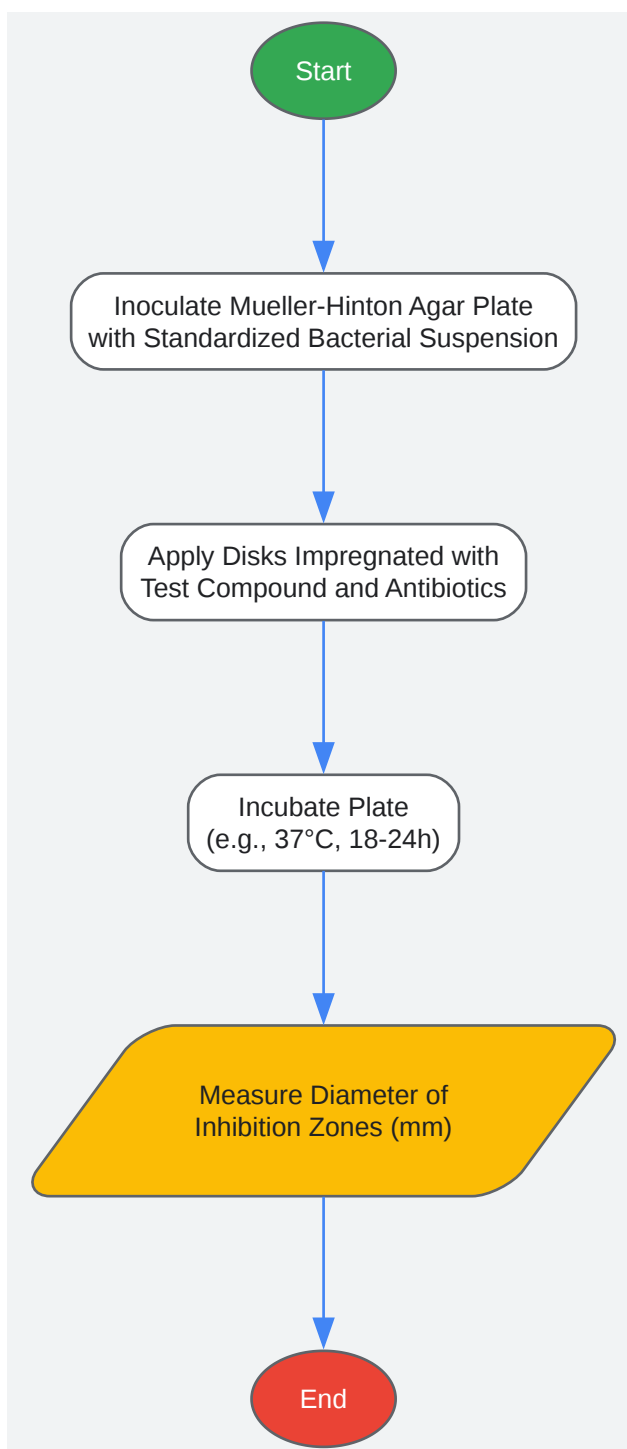 Start
Inoculate Mueller-Hinton Agar Plate
with Standardized Bacterial Suspension
Apply Disks Impregnated with
Test Compound and Antibiotics
Incubate Plate
(e.g., 37°C, 18-24h)
Measure Diameter of
Inhibition Zones (mm)
End